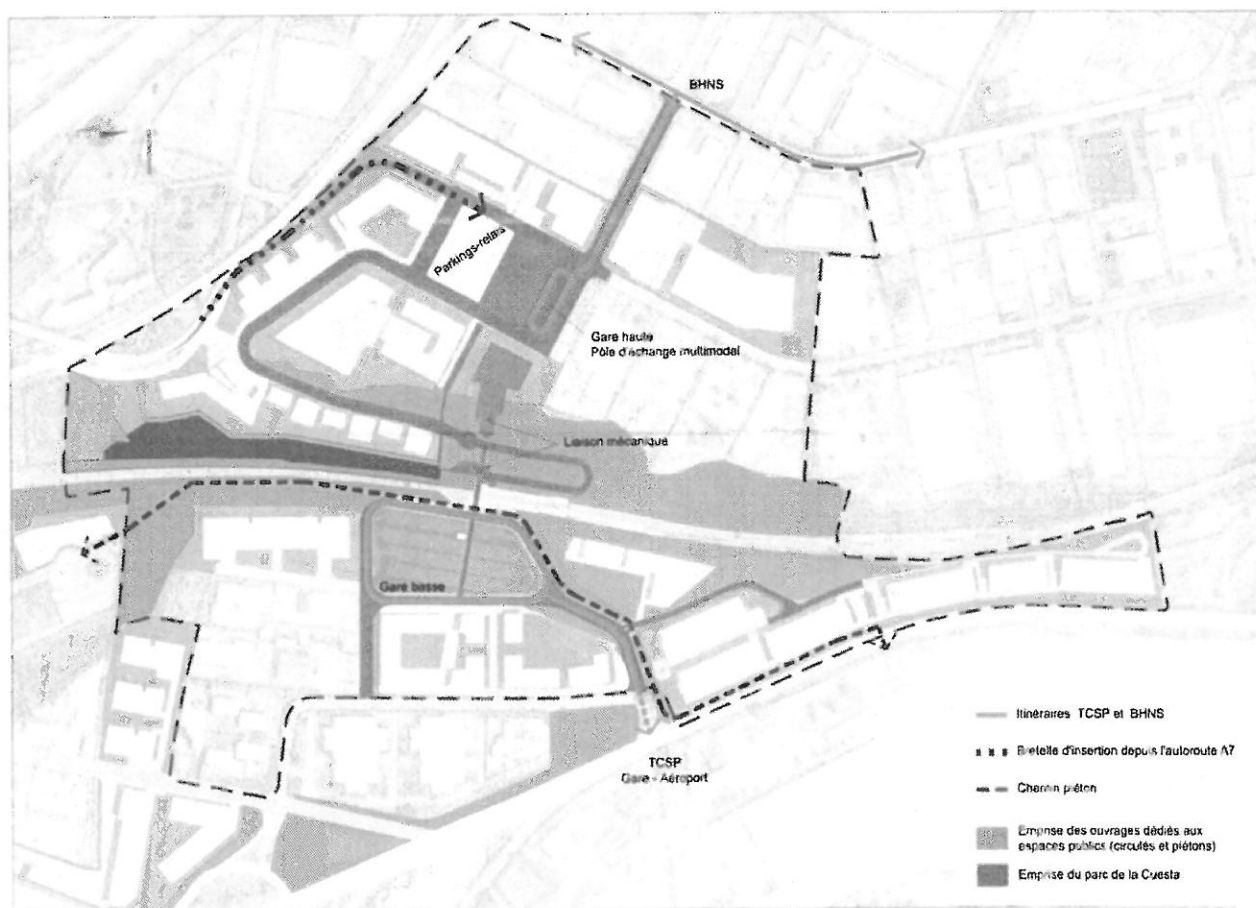 BHNS
Parkings-relais
Gare haute
Pôle d'échange multimodal
Liaison mécanique
Gare basse
TCSP
Gare - Aéroport
Itinéraires TCSP et BHNS
Bretelle d'insertion depuis l'autoroute A7
Chemin piéton
Emprise des ouvrages dédiés aux
espaces publics (circulés et piétons)
Emprise du parc de la Cuesta